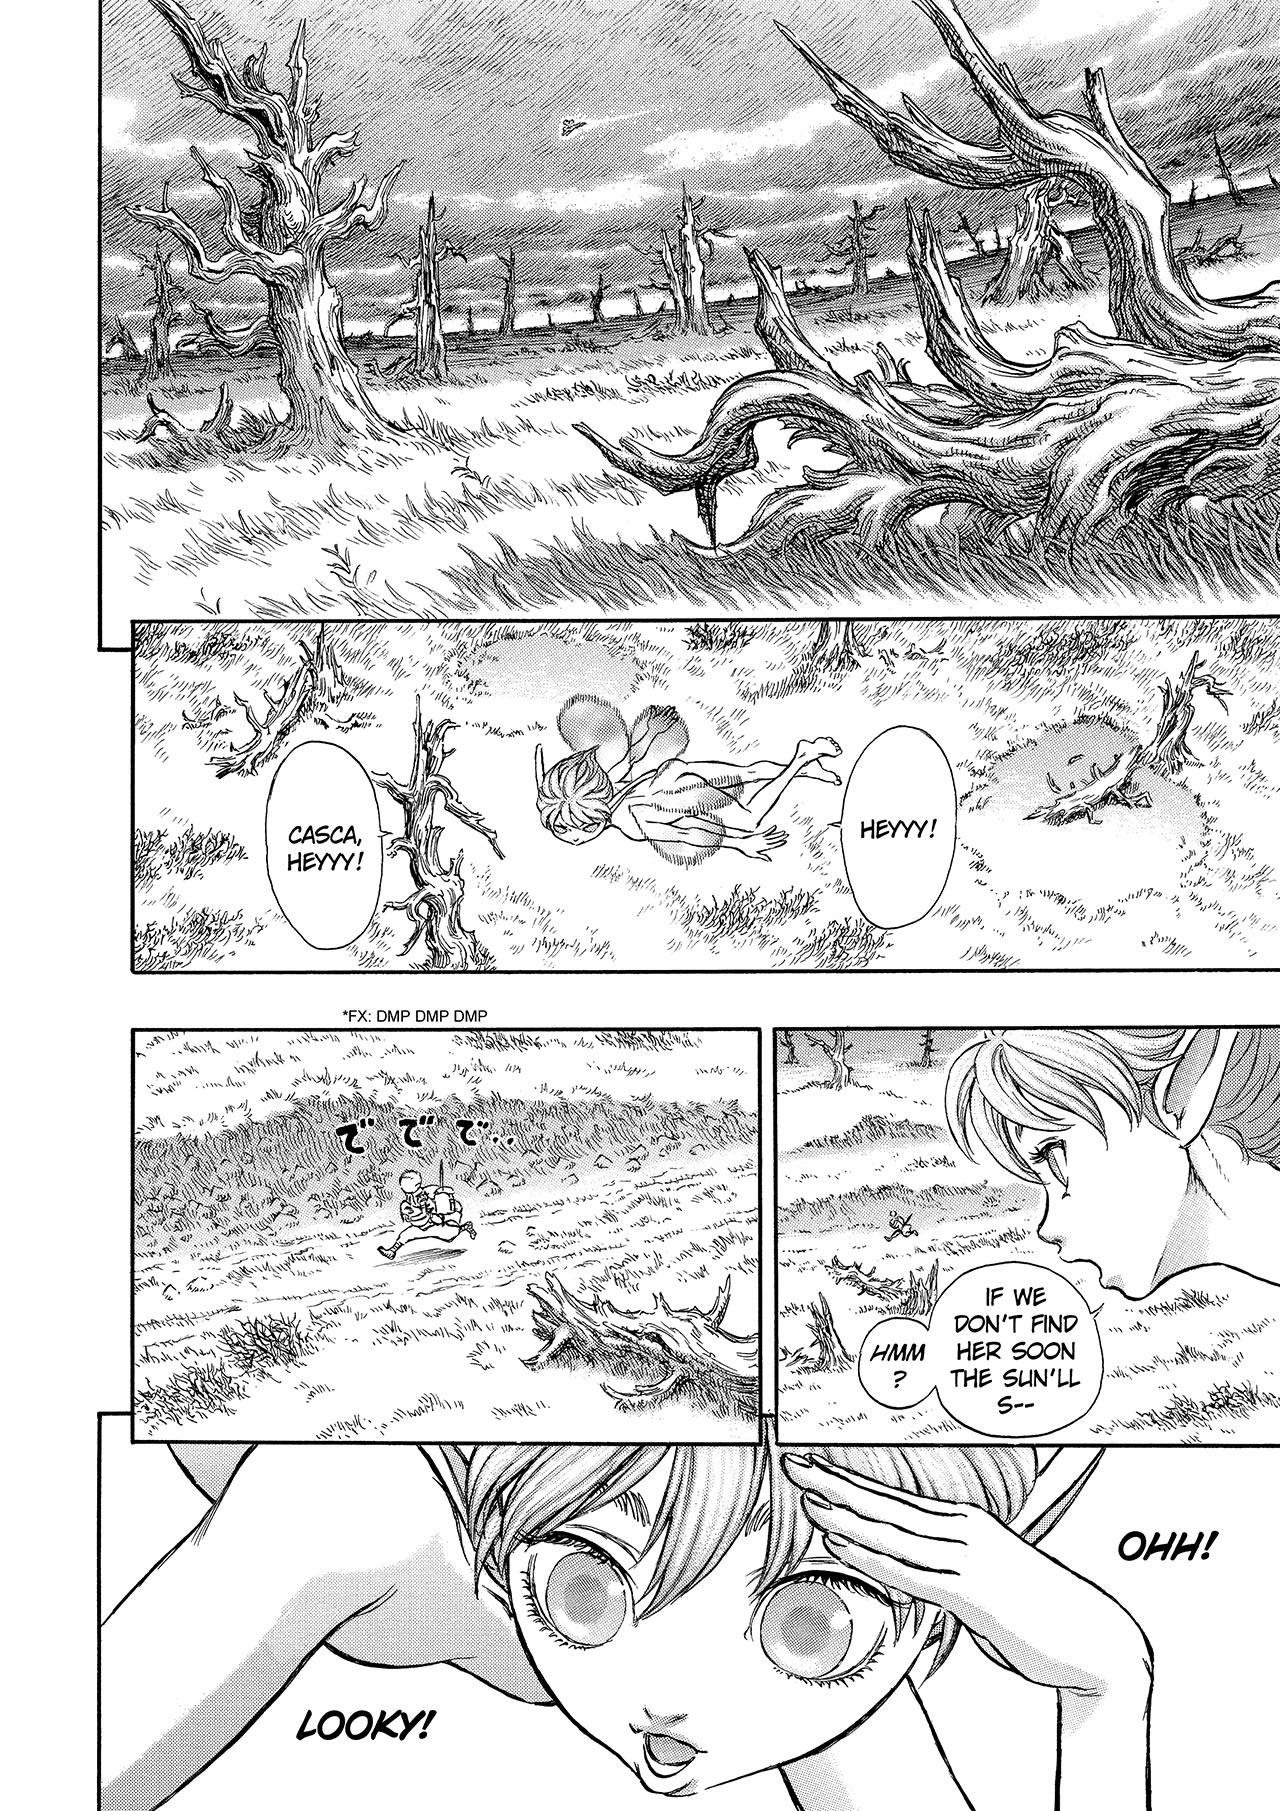 HEYYY!
CASCA,
HEYYY!
IF WE
DON'T FIND
HER SOON
THE SUN'LL
S--
HMM
?
*FX: DMP DMP DMP
で で で..
OHH!
LOOKY!